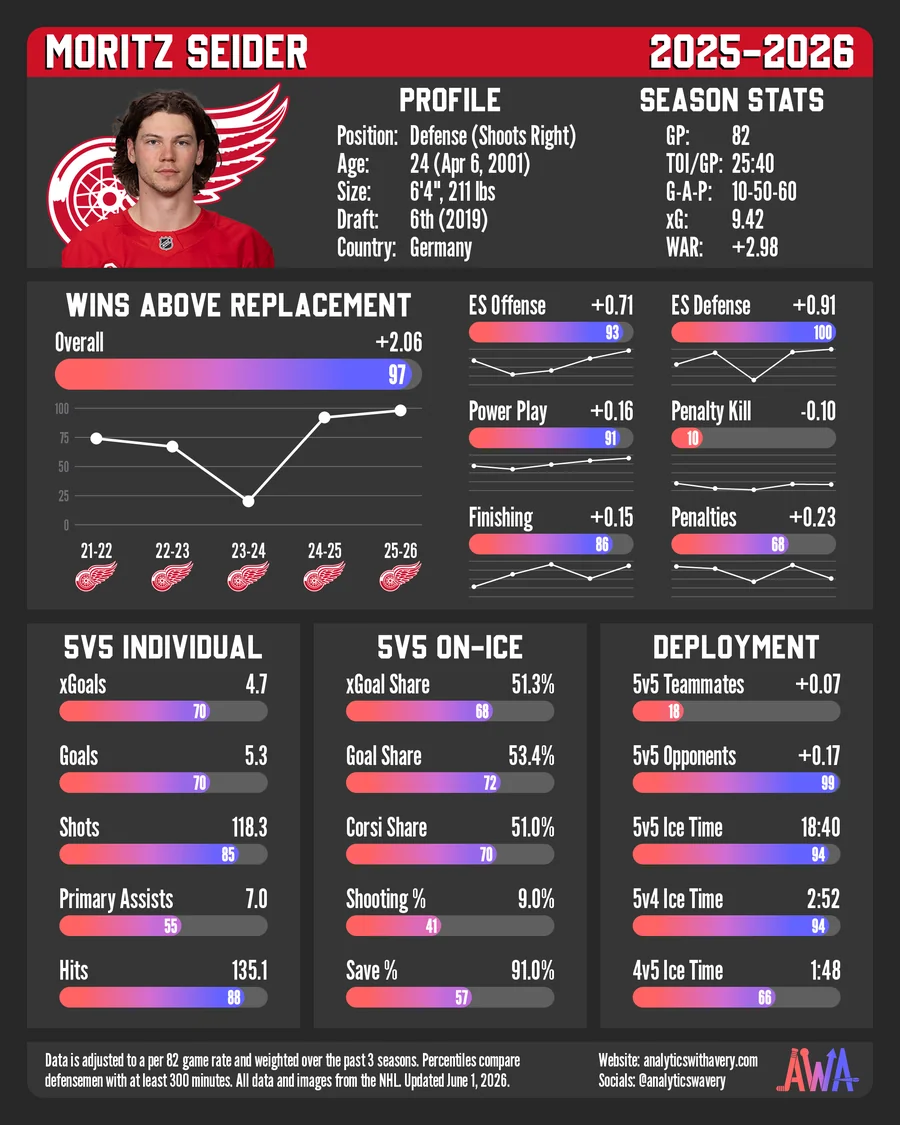 MORITZ SEIDER
2025-2026
PROFILE
Position: Defense (Shoots Right)
Age: 24 (Apr 6, 2001)
Size: 6'4", 211 lbs
Draft: 6th (2019)
Country: Germany
SEASON STATS
GP: 82
TOI/GP: 25:40
G-A-P: 10-50-60
xG: 9.42
WAR: +2.98
WINS ABOVE REPLACEMENT
Overall +2.06
97
100
75
50
25
0
21-22 22-23 23-24 24-25 25-26
ES Offense +0.71
93
ES Defense +0.91
100
Power Play +0.16
91
Penalty Kill -0.10
10
Finishing +0.15
86
Penalties +0.23
68
5V5 INDIVIDUAL
xGoals 4.7
70
Goals 5.3
70
Shots 118.3
85
Primary Assists 7.0
55
Hits 135.1
88
5V5 ON-ICE
xGoal Share 51.3%
68
Goal Share 53.4%
72
Corsi Share 51.0%
70
Shooting % 9.0%
41
Save % 91.0%
57
DEPLOYMENT
5v5 Teammates +0.07
18
5v5 Opponents +0.17
99
5v5 Ice Time 18:40
94
5v4 Ice Time 2:52
94
4v5 Ice Time 1:48
66
Data is adjusted to a per 82 game rate and weighted over the past 3 seasons. Percentiles compare
defensemen with at least 300 minutes. All data and images from the NHL. Updated June 1, 2026.
Website: analyticswithavery.com
Socials: @analyticswavery
AWA